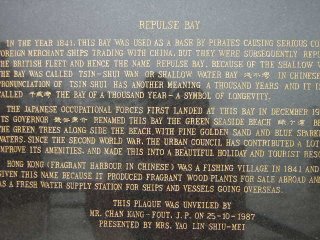 REPULSE BAY
IN THE YEAR 1841, THIS BAY WAS USED AS A BASE BY PIRATES CAUSING SERIOUS
FOREIGN MERCHANT SHIPS TRADING WITH CHINA, BUT THEY WERE SUBSEQUENTLY
THE BRITISH FLEET AND HENCE THE NAME REPULSE BAY. BECAUSE OF THE SHALLOW
THE BAY WAS CALLED TSIN-SHUI WAN OR SHALLOW WATER BAY IN CHINESE.
PRONUNCIATION OF TSIN SHUI HAS ANOTHER MEANING A THOUSAND YEARS AND IT IS
CALLED THE BAY OF A THOUSAND YEAR - A SYMBOL OF LONGEVITY.
THE JAPANESE OCCUPATIONAL FORCES FIRST LANDED AT THIS BAY IN DECEMBER
ITS GOVERNOR RENAMED THIS BAY THE GREEN SEASIDE BEACH
THE GREEN TREES ALONG SIDE THE BEACH WITH FINE GOLDEN SAND AND BLUE
WATERS. SINCE THE SECOND WORLD WAR, THE URBAN COUNCIL HAS CONTRIBUTED A
IMPROVE ITS AMENITIES, AND MADE THIS INTO A BEAUTIFUL HOLIDAY AND TOURIST
HONG KONG (FRAGRANT HARBOUR IN CHINESE) WAS A FISHING VILLAGE IN 1841 AND
GIVEN THIS NAME BECAUSE IT PRODUCED FRAGRANT WOOD PLANTS FOR SALE ABROAD AND
AS A FRESH WATER SUPPLY STATION FOR SHIPS AND VESSELS GOING OVERSEAS.
THIS PLAQUE WAS UNVEILED BY
MR. CHAN KANG-FOUT, J.P. ON 25-10-1987
PRESENTED BY MRS. YAO LIN SHIU-MEI